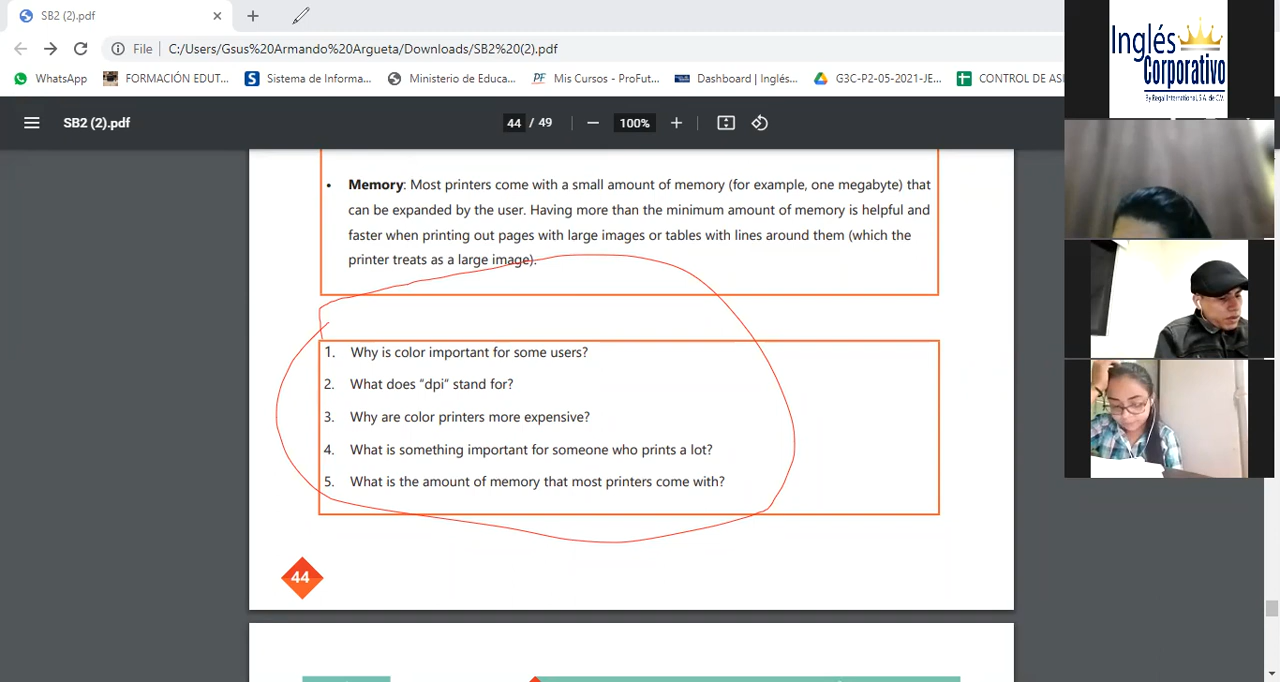 SB2 (2).pdf
File
C:/Users/Gsus%20Armando%20Argueta/Downloads/SB2%20(2).pdf
WhatsApp
FORMACIÓN EDUT...
Sistema de Informa...
Ministerio de Educa...
PF Mis Cursos - ProFut...
Dashboard | Inglés...
G3C-P2-05-2021-JE...
CONTROL DE ASI
SB2 (2).pdf
44 / 49
100%
Inglés
Corporativo
By Regal International S.A. de C.V.
• Memory: Most printers come with a small amount of memory (for example, one megabyte) that
can be expanded by the user. Having more than the minimum amount of memory is helpful and
faster when printing out pages with large images or tables with lines around them (which the
printer treats as a large image).
1. Why is color important for some users?
2. What does “dpi” stand for?
3. Why are color printers more expensive?
4. What is something important for someone who prints a lot?
5. What is the amount of memory that most printers come with?
44